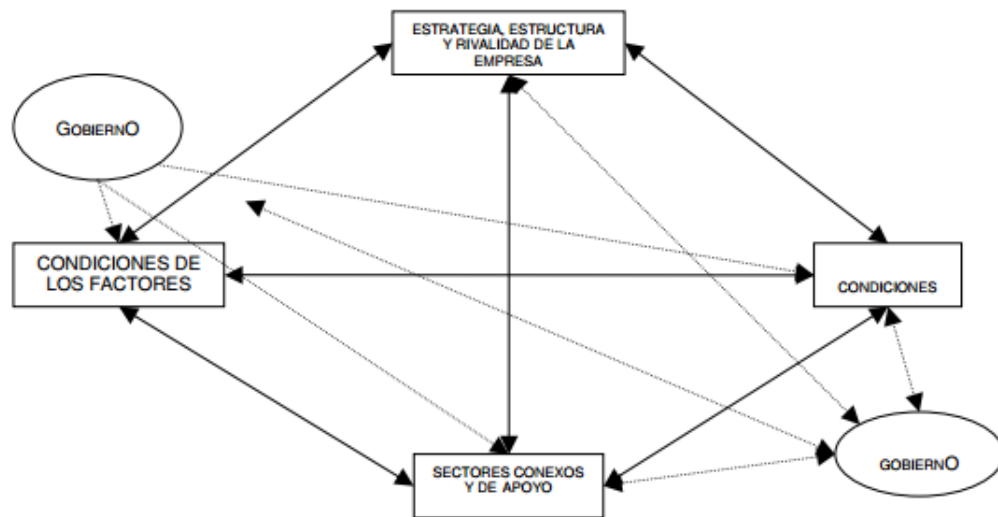 ESTRATEGIA, ESTRUCTURA
Y RIVALIDAD DE LA
EMPRESA
GOBIERNO
CONDICIONES DE
LOS FACTORES
CONDICIONES
SECTORES CONEXOS
Y DE APOYO
GOBIERNO